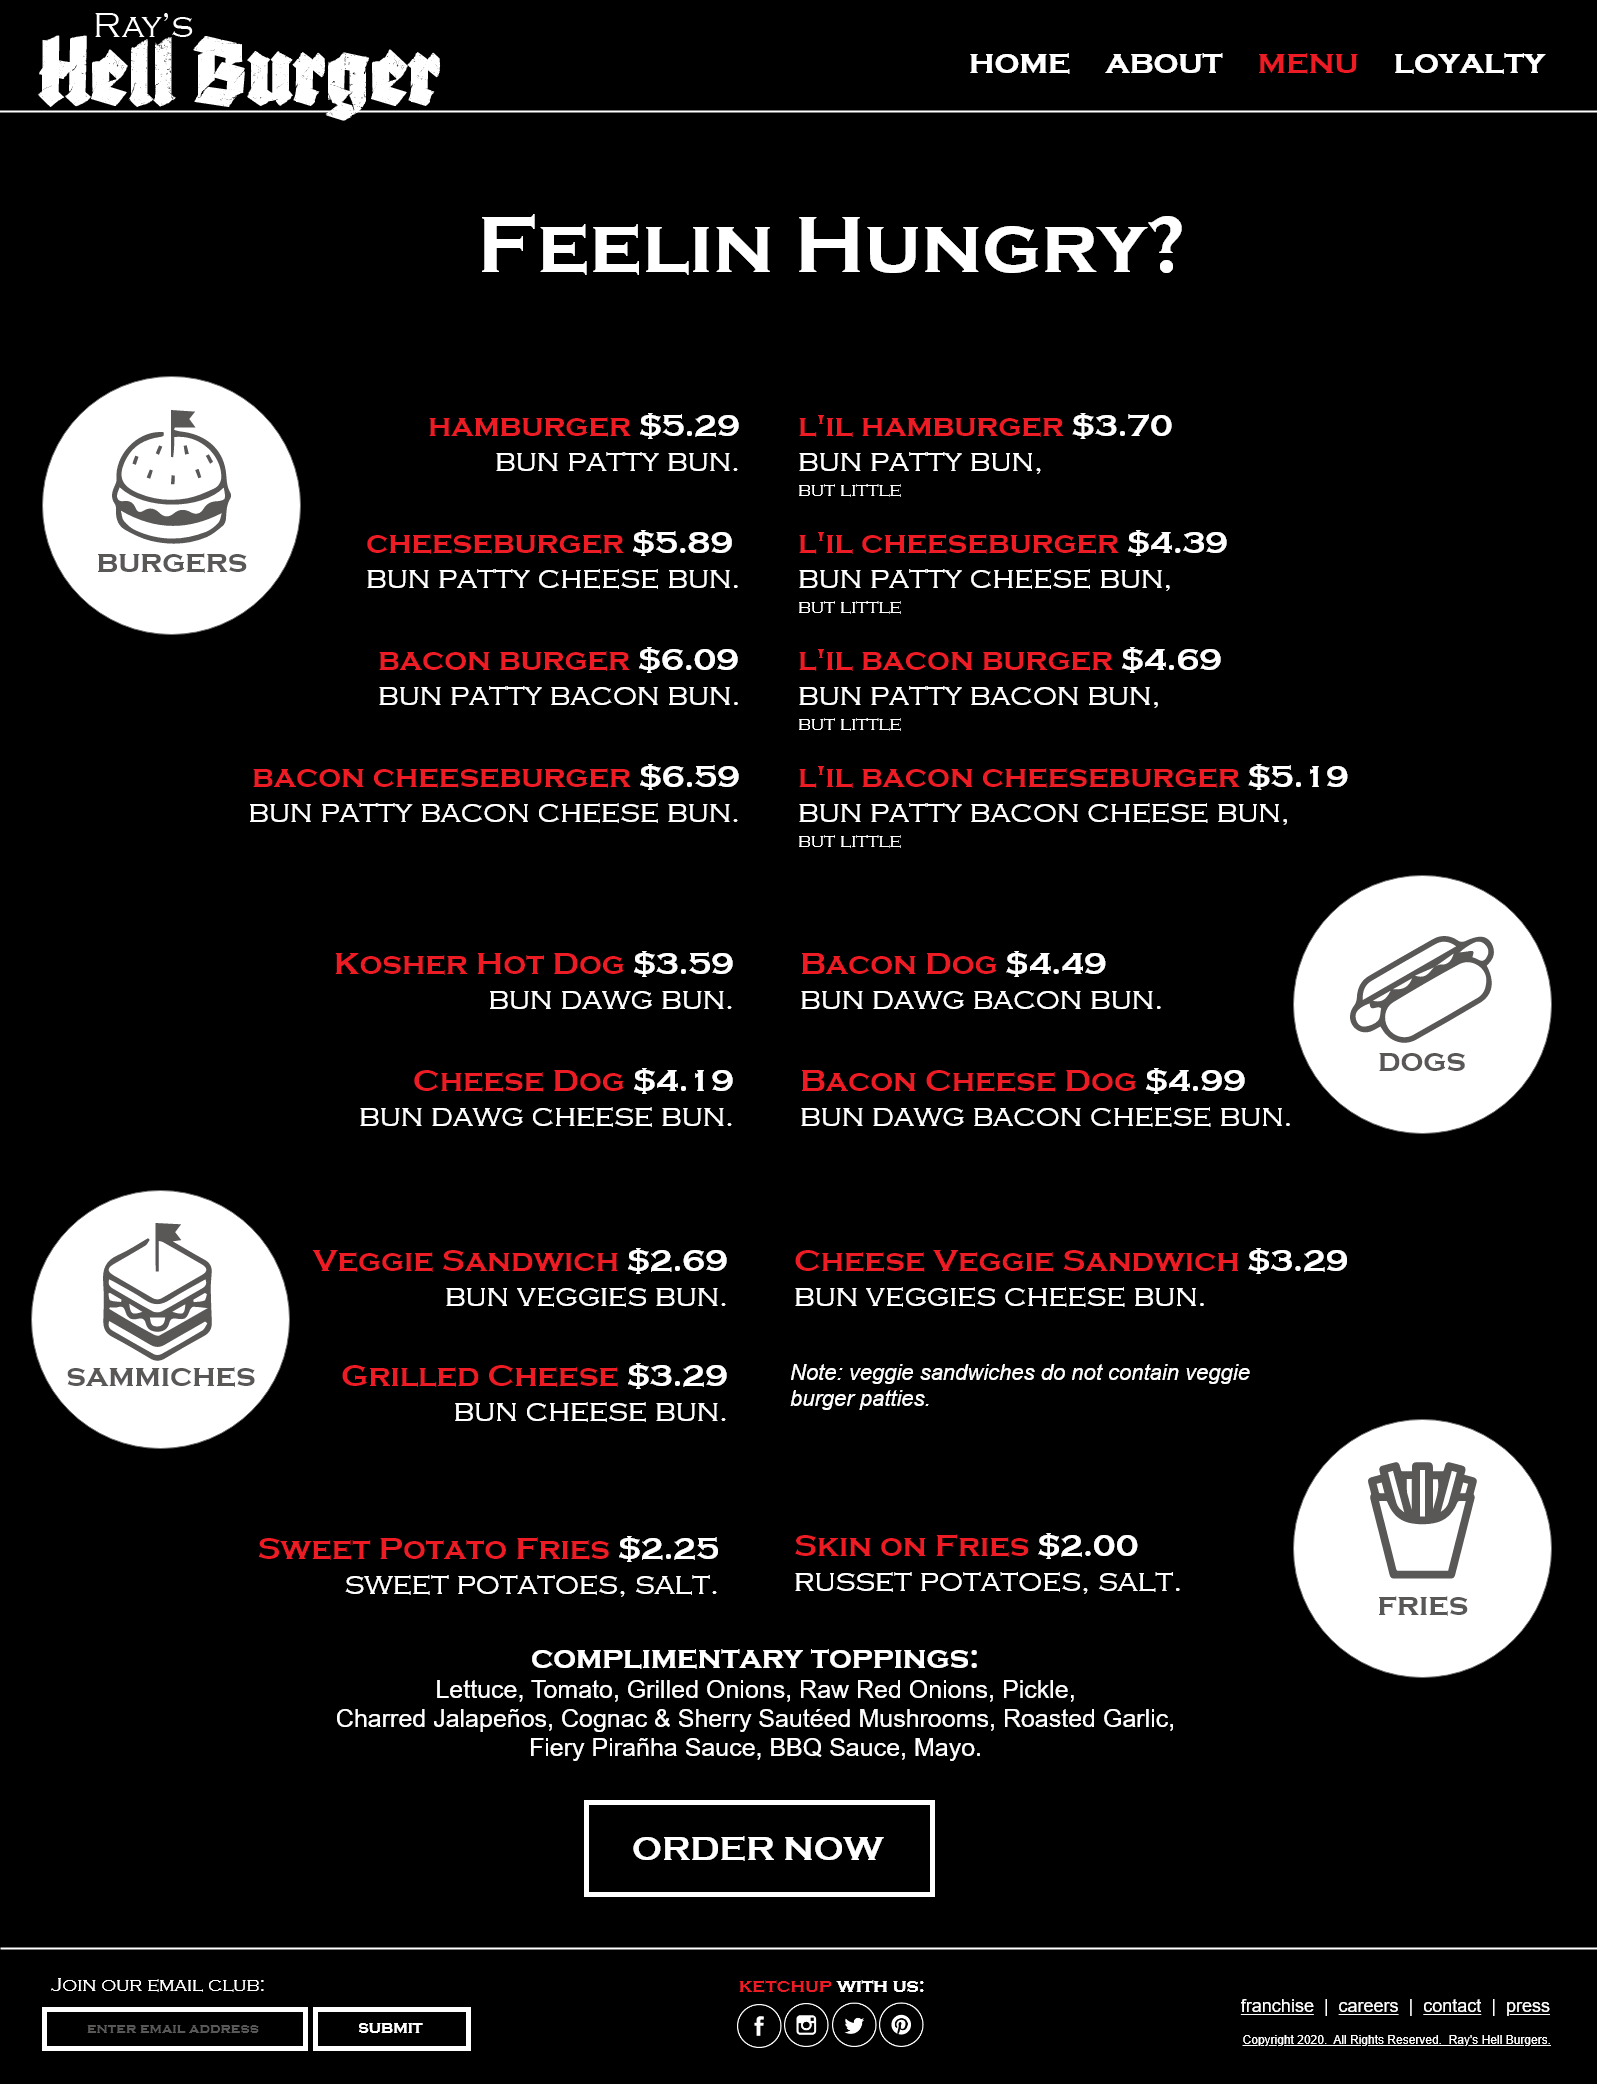 Ray's
Hell Burger
HOME ABOUT MENU LOYALTY
Feelin Hungry?
BURGERS
HAMBURGER $5.29
BUN PATTY BUN.
L'IL HAMBURGER $3.70
BUN PATTY BUN,
BUT LITTLE
CHEESEBURGER $5.89
BUN PATTY CHEESE BUN.
L'IL CHEESEBURGER $4.39
BUN PATTY CHEESE BUN,
BUT LITTLE
BACON BURGER $6.09
BUN PATTY BACON BUN.
L'IL BACON BURGER $4.69
BUN PATTY BACON BUN,
BUT LITTLE
BACON CHEESEBURGER $6.59
BUN PATTY BACON CHEESE BUN.
L'IL BACON CHEESEBURGER $5.19
BUN PATTY BACON CHEESE BUN,
BUT LITTLE
DOGS
Kosher Hot Dog $3.59
BUN DAWG BUN.
Bacon Dog $4.49
BUN DAWG BACON BUN.
Cheese Dog $4.19
BUN DAWG CHEESE BUN.
Bacon Cheese Dog $4.99
BUN DAWG BACON CHEESE BUN.
SAMMICHES
Veggie Sandwich $2.69
BUN VEGGIES BUN.
Cheese Veggie Sandwich $3.29
BUN VEGGIES CHEESE BUN.
Grilled Cheese $3.29
BUN CHEESE BUN.
Note: veggie sandwiches do not contain veggie
burger patties.
FRIES
Sweet Potato Fries $2.25
SWEET POTATOES, SALT.
Skin on Fries $2.00
RUSSET POTATOES, SALT.
COMPLIMENTARY TOPPINGS:
Lettuce, Tomato, Grilled Onions, Raw Red Onions, Pickle,
Charred Jalapeños, Cognac & Sherry Sautéed Mushrooms, Roasted Garlic,
Fiery Pirañha Sauce, BBQ Sauce, Mayo.
ORDER NOW
Join our email club:
ENTER EMAIL ADDRESS
SUBMIT
KETCHUP WITH US:
franchise | careers | contact | press
Copyright 2020. All Rights Reserved. Ray's Hell Burgers.